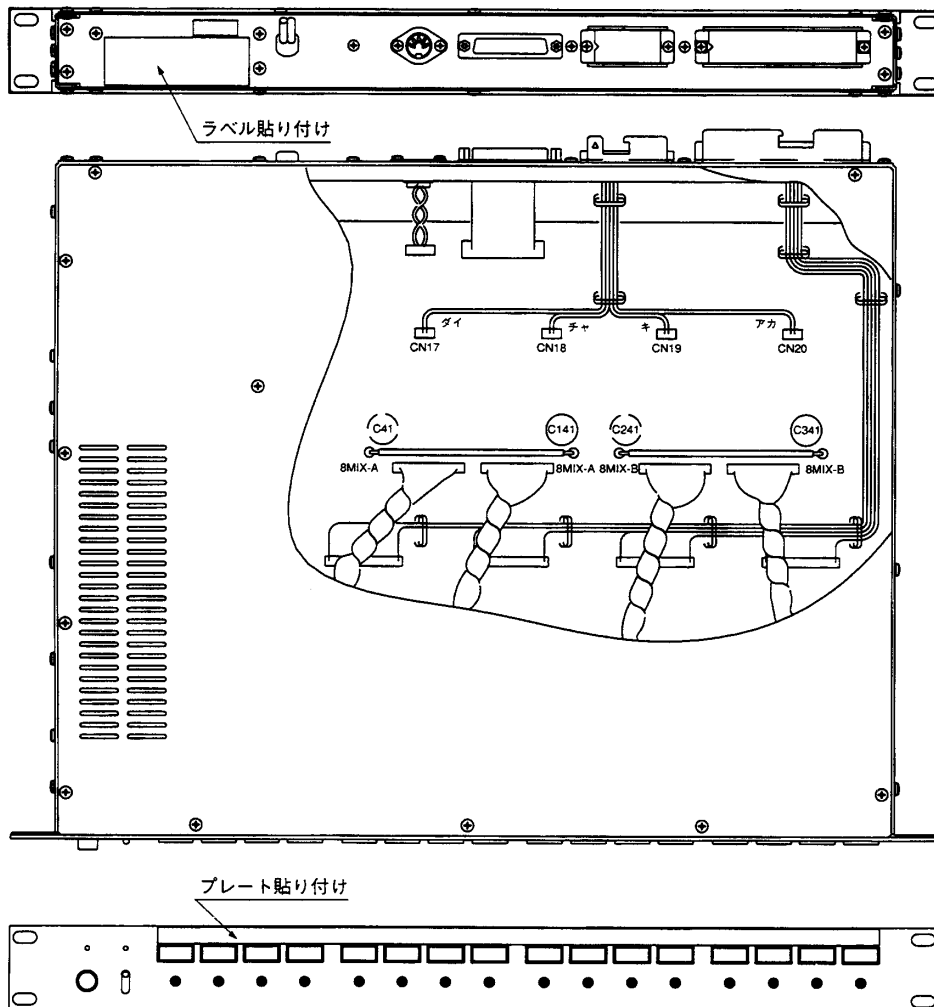 ラベル貼り付け
ダイ
チャ
キ
アカ
CN17
CN18
CN19
CN20
C41
C141
C241
C341
8MIX-A
8MIX-A
8MIX-B
8MIX-B
プレート貼り付け